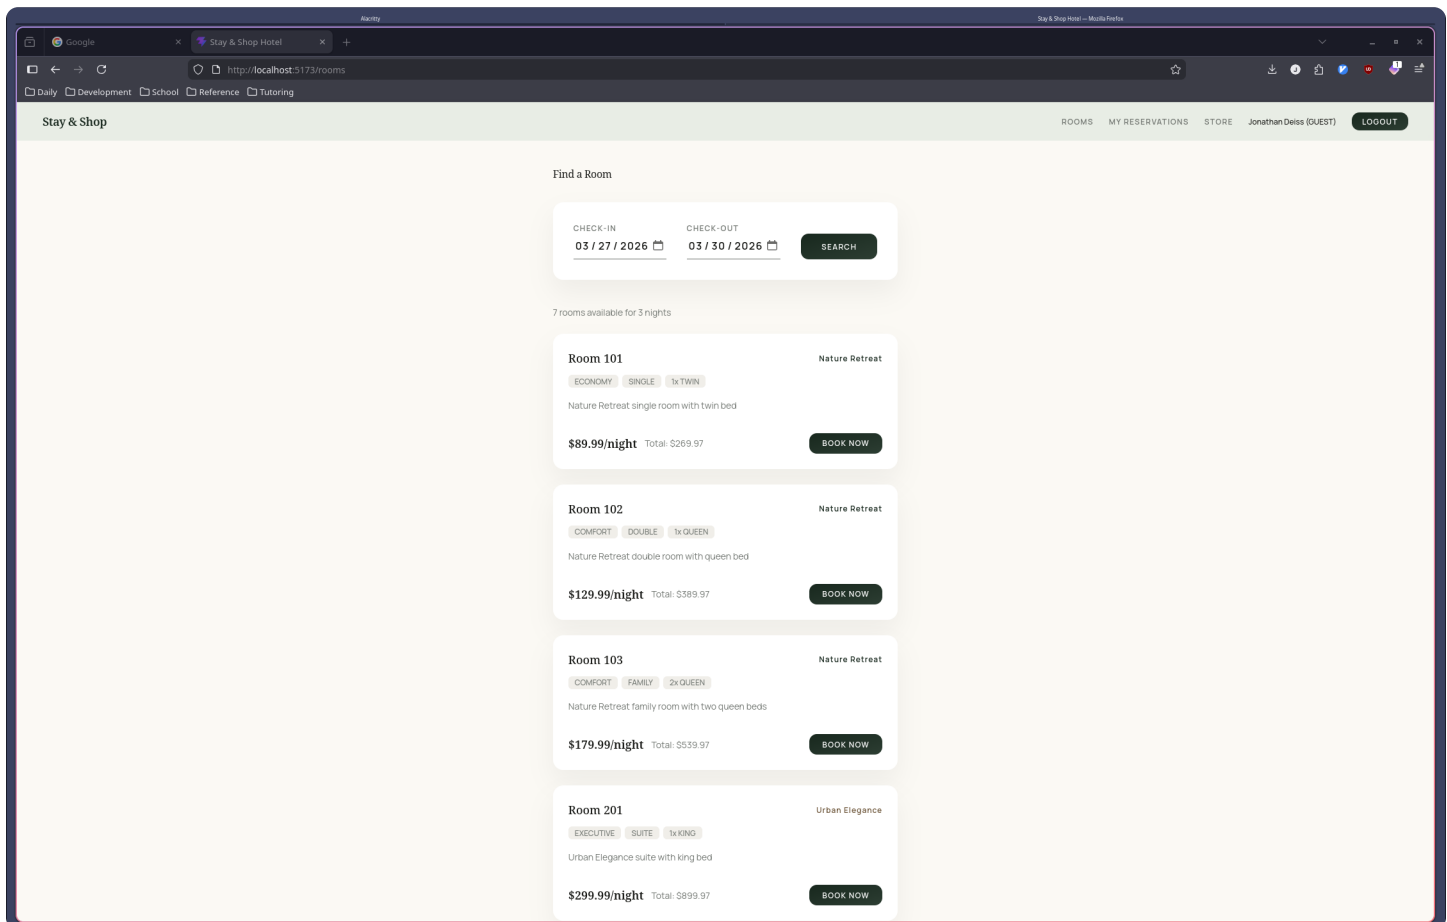 Alacritty
Stay & Shop Hotel — Mozilla Firefox
Google
Stay & Shop Hotel
http://localhost:5173/rooms
1
Daily Development School Reference Tutoring
Stay & Shop
ROOMS MY RESERVATIONS STORE Jonathan Deiss (GUEST) LOGOUT
Find a Room
CHECK-IN CHECK-OUT
03 / 27 / 2026 03 / 30 / 2026 SEARCH
7 rooms available for 3 nights
Room 101 Nature Retreat
ECONOMY SINGLE 1x TWIN
Nature Retreat single room with twin bed
$89.99/night Total: $269.97 BOOK NOW
Room 102 Nature Retreat
COMFORT DOUBLE 1x QUEEN
Nature Retreat double room with queen bed
$129.99/night Total: $389.97 BOOK NOW
Room 103 Nature Retreat
COMFORT FAMILY 2x QUEEN
Nature Retreat family room with two queen beds
$179.99/night Total: $539.97 BOOK NOW
Room 201 Urban Elegance
EXECUTIVE SUITE 1x KING
Urban Elegance suite with king bed
$299.99/night Total: $899.97 BOOK NOW